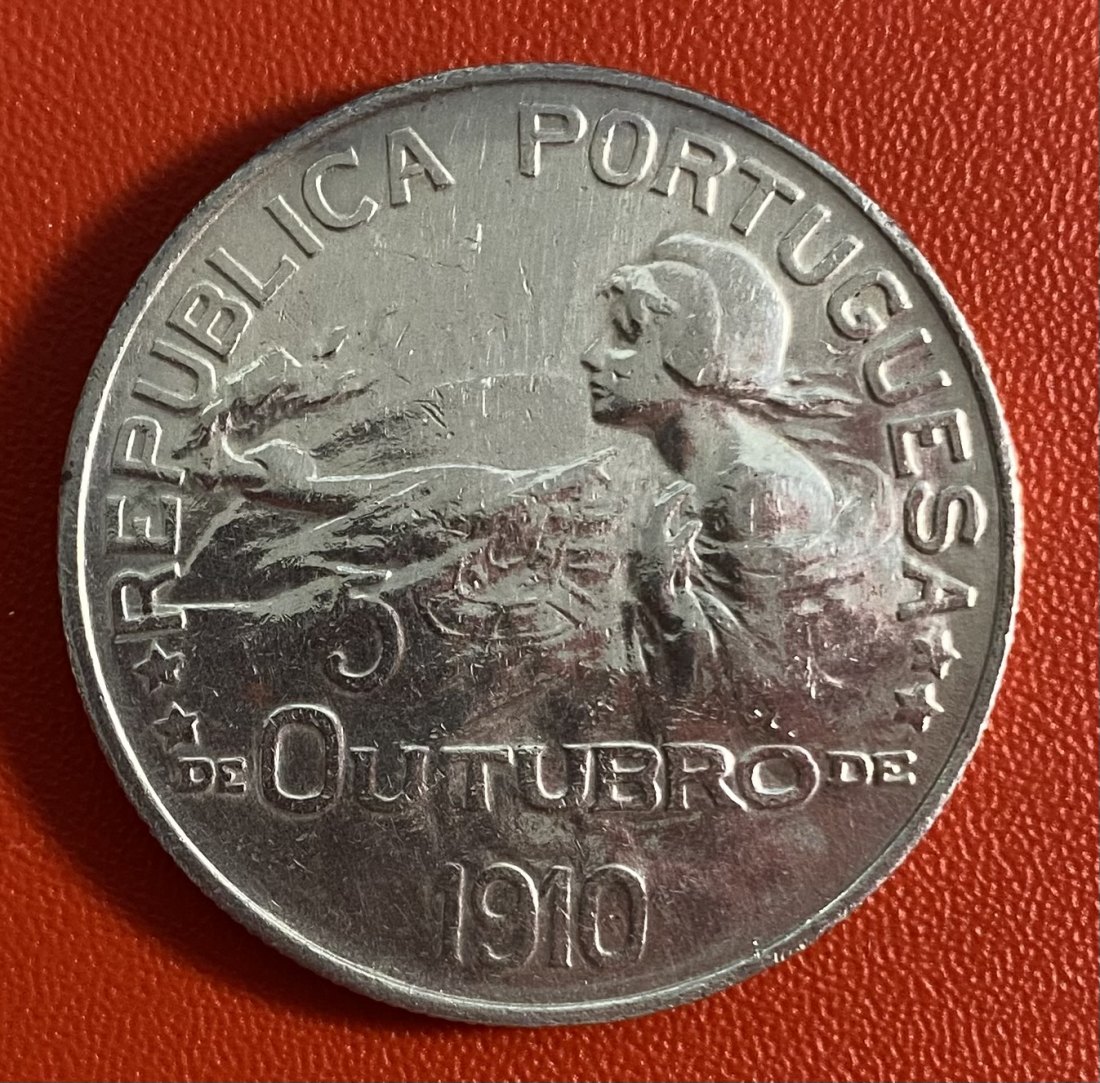 REPUBLICA PORTUGUESA
5
DE OUTUBRO DE
1910